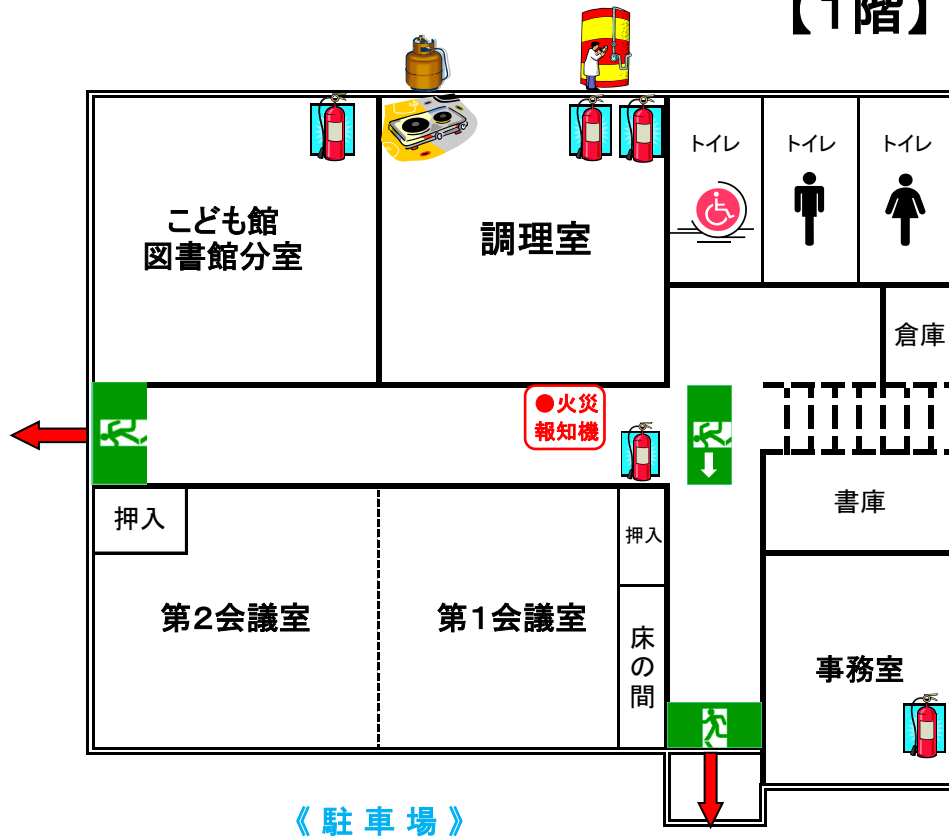 【１階】
トイレ
トイレ
トイレ
こども館
図書館分室
調理室
倉庫
●火災
報知機
押入
書庫
押入
第２会議室
第１会議室
床の間
事務室
《 駐 車 場 》